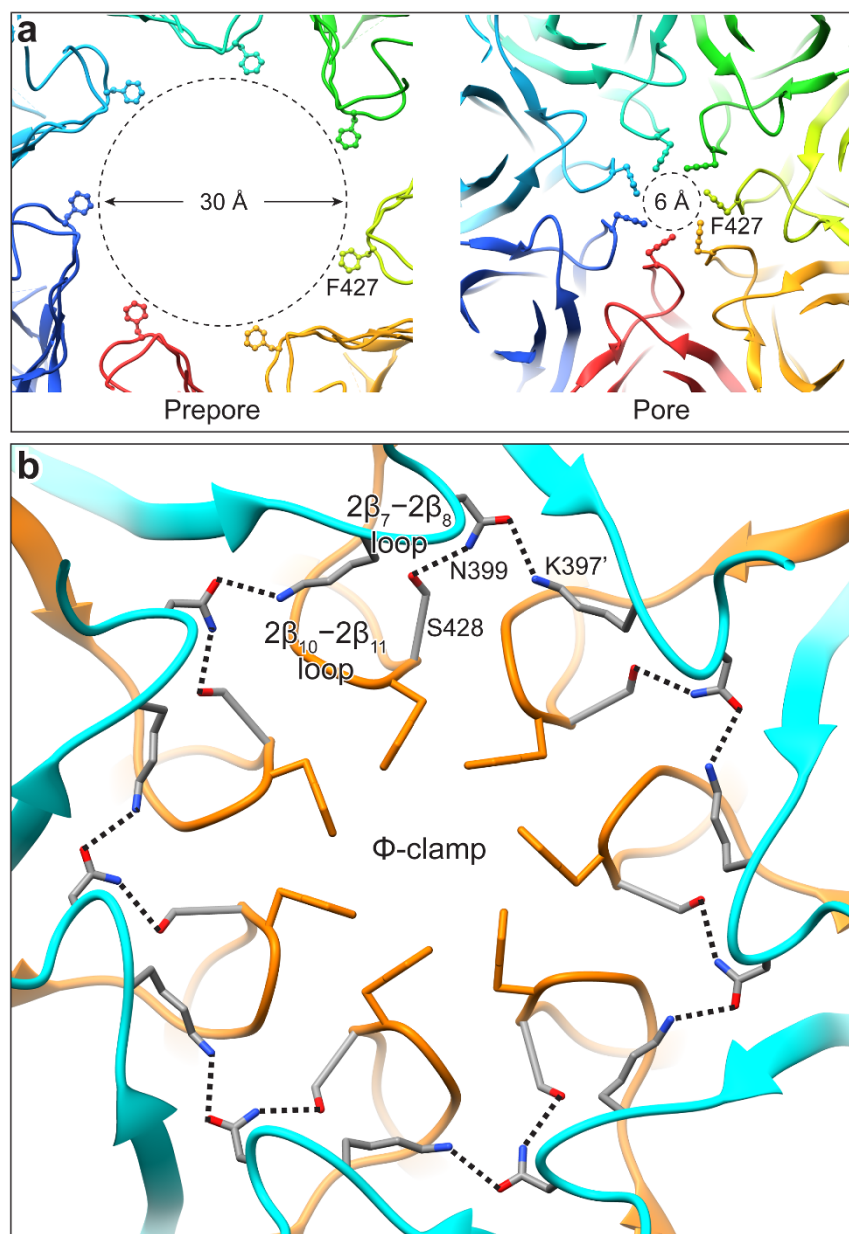 a
30 Å
F427
Prepore
6 Å
F427
Pore
b
2β₇−2β₈
loop
N399
K397’
S428
2β₁₀−2β₁₁
loop
Φ-clamp